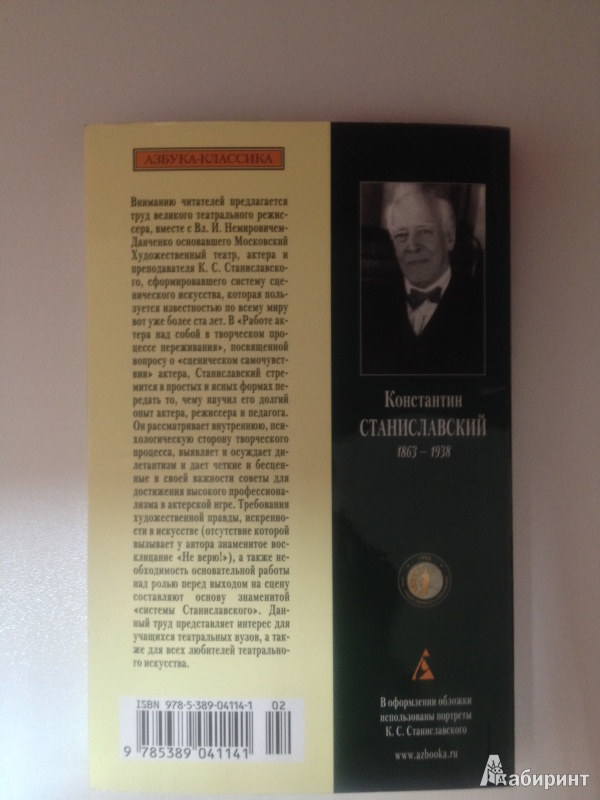 АЗБУКА-КЛАССИКА
Вниманию читателей предлагается
труд великого театрального режис-
сера, вместе с Вл. И. Немировичем-
Данченко основавшего Московский
Художественный театр, актера и
преподавателя К. С. Станиславско-
го, сформировавшего систему сце-
нического искусства, которая поль-
зуется известностью по всему миру
вот уже более ста лет. В «Работе ак-
тера над собой в творческом про-
цессе переживания», посвященной
вопросу о «сценическом самочувст-
вии» актера, Станиславский стре-
мится в простых и ясных формах пе-
редать то, чему научил его долгий
опыт актера, режиссера и педагога.
Он рассматривает внутреннюю, пси-
хологическую сторону творческого
процесса, выявляет и осуждает ди-
летантизм и дает четкие и бесцен-
ные в своей важности советы для
достижения высокого профессиона-
лизма в актерской игре. Требования
художественной правды, искренно-
сти в искусстве (отсутствие которой
вызывает у автора знаменитое вос-
клицание «Не верю!»), а также не-
обходимость основательной работы
над ролью перед выходом на сцену
составляют основу знаменитой
«системы Станиславского». Дан-
ный труд представляет интерес для
учащихся театральных вузов, а так-
же для всех любителей театрально-
го искусства.
ISBN 978-5-389-04114-1 02
9 785389 041141
Константин
СТАНИСЛАВСКИЙ
1863 – 1938
В оформлении обложки
использованы портреты
К. С. Станиславского
www.azbooka.ru
Лабиринт